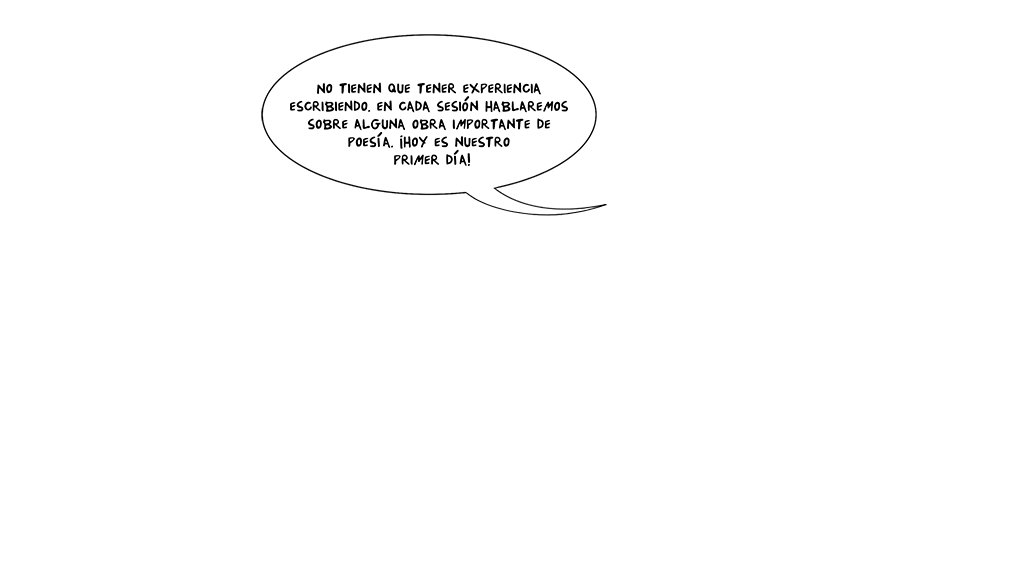 NO TIENEN QUE TENER EXPERIENCIA
ESCRIBIENDO. EN CADA SESIÓN HABLAREMOS
SOBRE ALGUNA OBRA IMPORTANTE DE
POESÍA. ¡HOY ES NUESTRO
PRIMER DÍA!